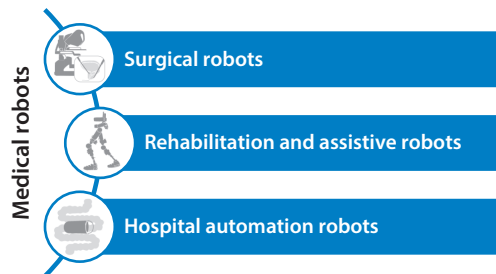 Medical robots
Surgical robots
Rehabilitation and assistive robots
Hospital automation robots